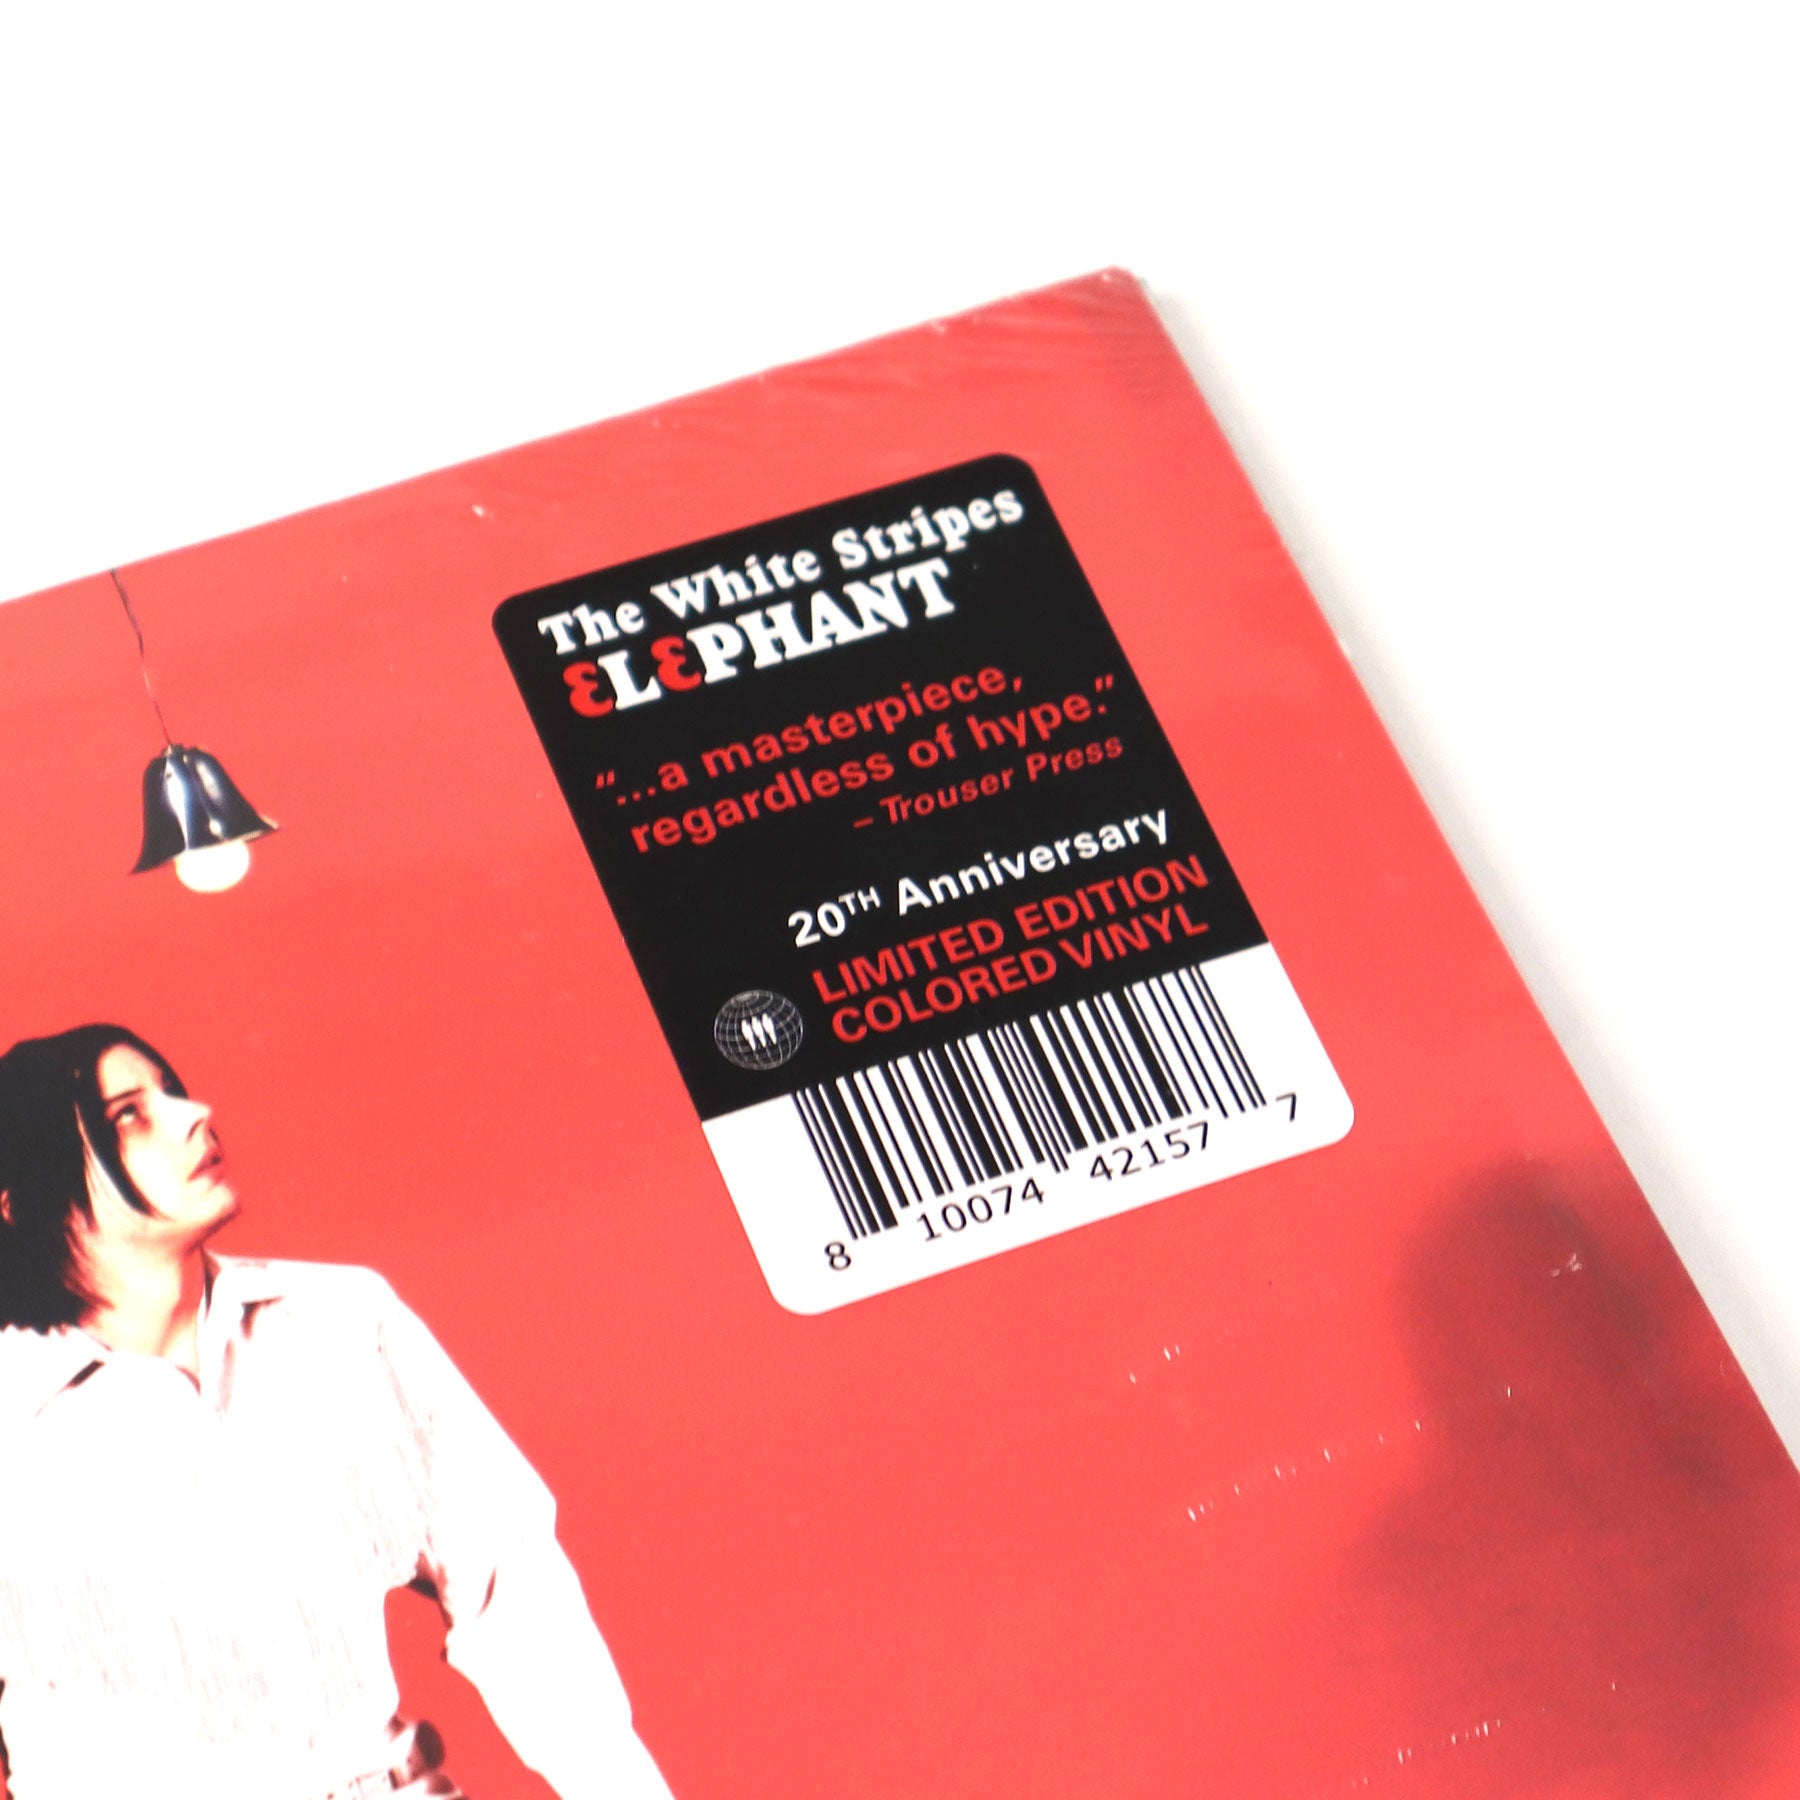 The White Stripes
ƐLƐPHANT
“...a masterpiece,
regardless of hype.”
– Trouser Press
20TH Anniversary
LIMITED EDITION
COLORED VINYL
8 10074 42157 7